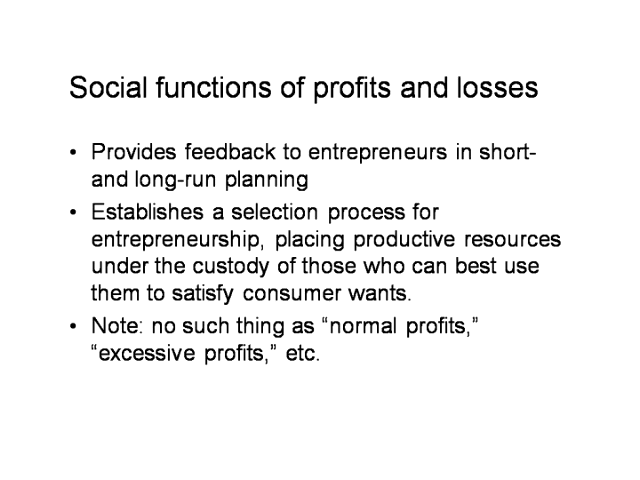 Social functions of profits and losses
• Provides feedback to entrepreneurs in short-
and long-run planning
• Establishes a selection process for
entrepreneurship, placing productive resources
under the custody of those who can best use
them to satisfy consumer wants.
• Note: no such thing as “normal profits,”
“excessive profits,” etc.